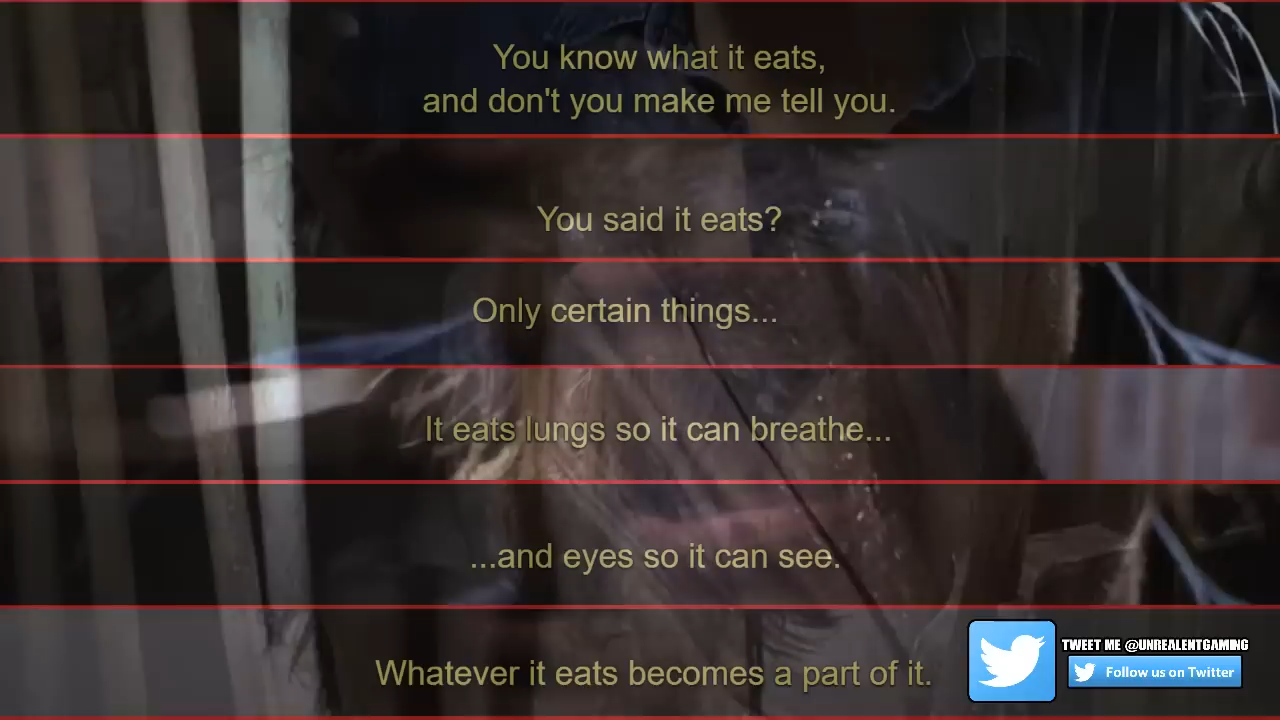 You know what it eats,
and don't you make me tell you.
You said it eats?
Only certain things...
It eats lungs so it can breathe...
...and eyes so it can see.
Whatever it eats becomes a part of it.
TWEET ME @UNREALENTGAMING
Follow us on Twitter